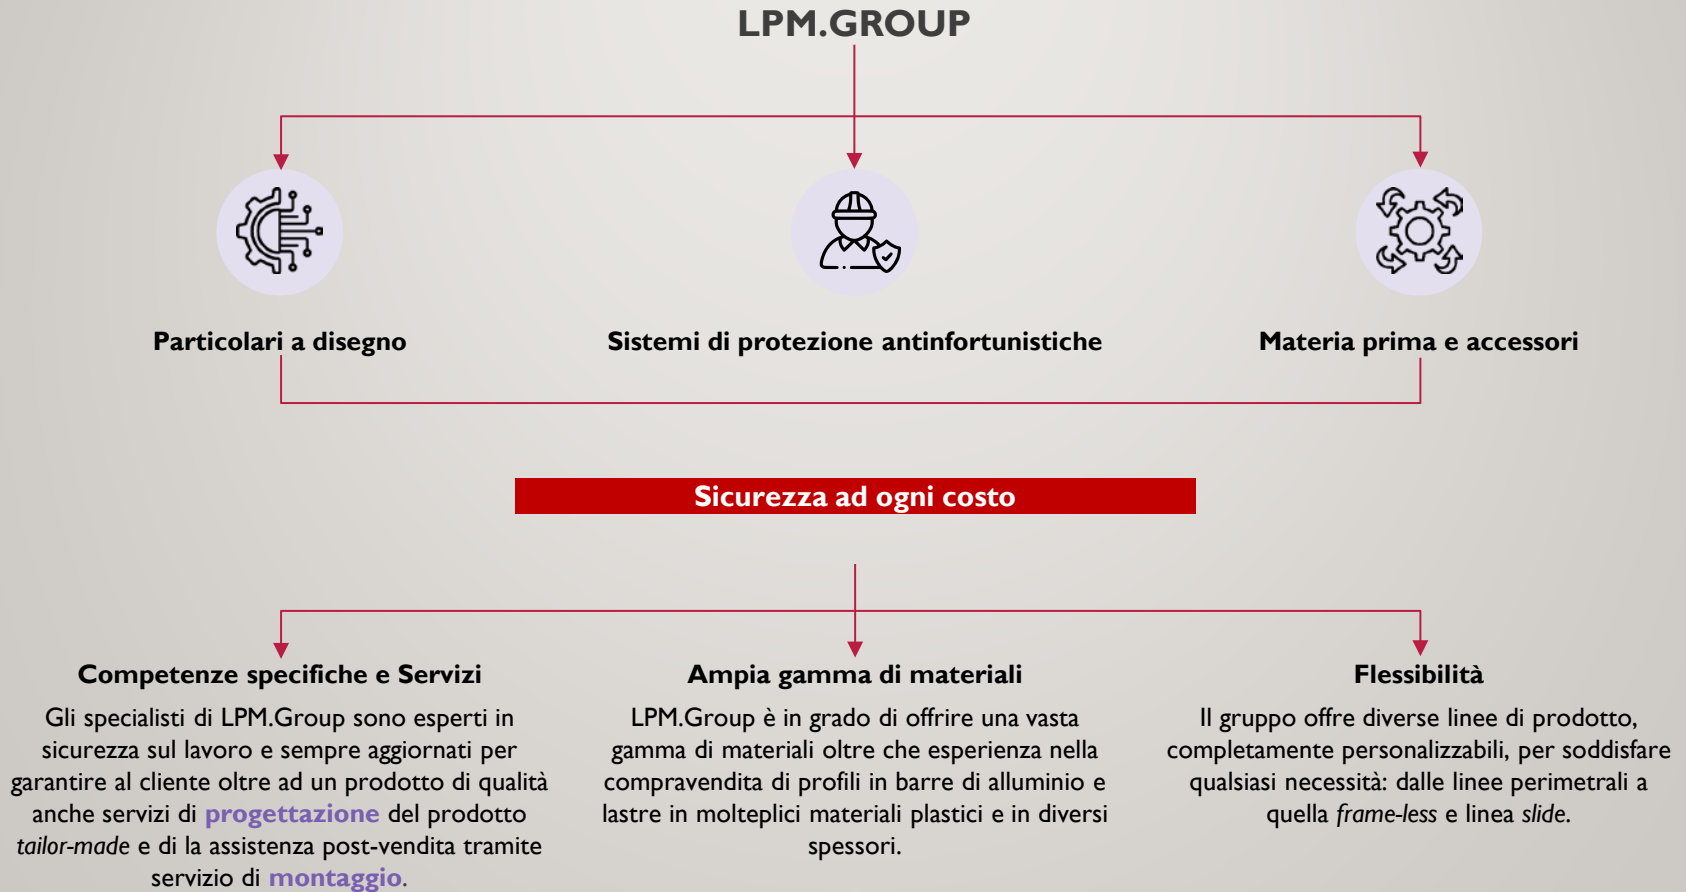 LPM.GROUP
Particolari a disegno
Sistemi di protezione antinfortunistiche
Materia prima e accessori
Sicurezza ad ogni costo
Competenze specifiche e Servizi
Gli specialisti di LPM.Group sono esperti in
sicurezza sul lavoro e sempre aggiornati per
garantire al cliente oltre ad un prodotto di qualità
anche servizi di progettazione del prodotto
tailor-made e di la assistenza post-vendita tramite
servizio di montaggio.
Ampia gamma di materiali
LPM.Group è in grado di offrire una vasta
gamma di materiali oltre che esperienza nella
compravendita di profili in barre di alluminio e
lastre in molteplici materiali plastici e in diversi
spessori.
Flessibilità
Il gruppo offre diverse linee di prodotto,
completamente personalizzabili, per soddisfare
qualsiasi necessità: dalle linee perimetrali a
quella frame-less e linea slide.